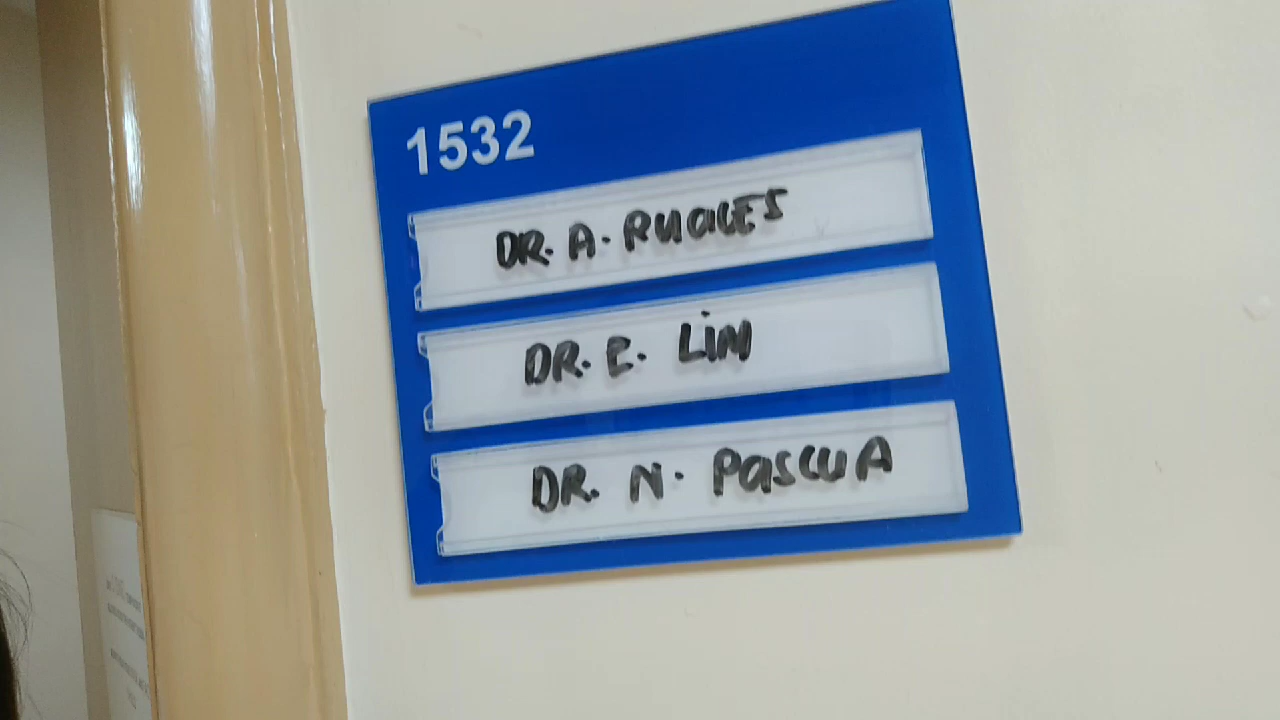 1532
DR. A. RUALES
DR. E. LIM
DR. N. PASCUA